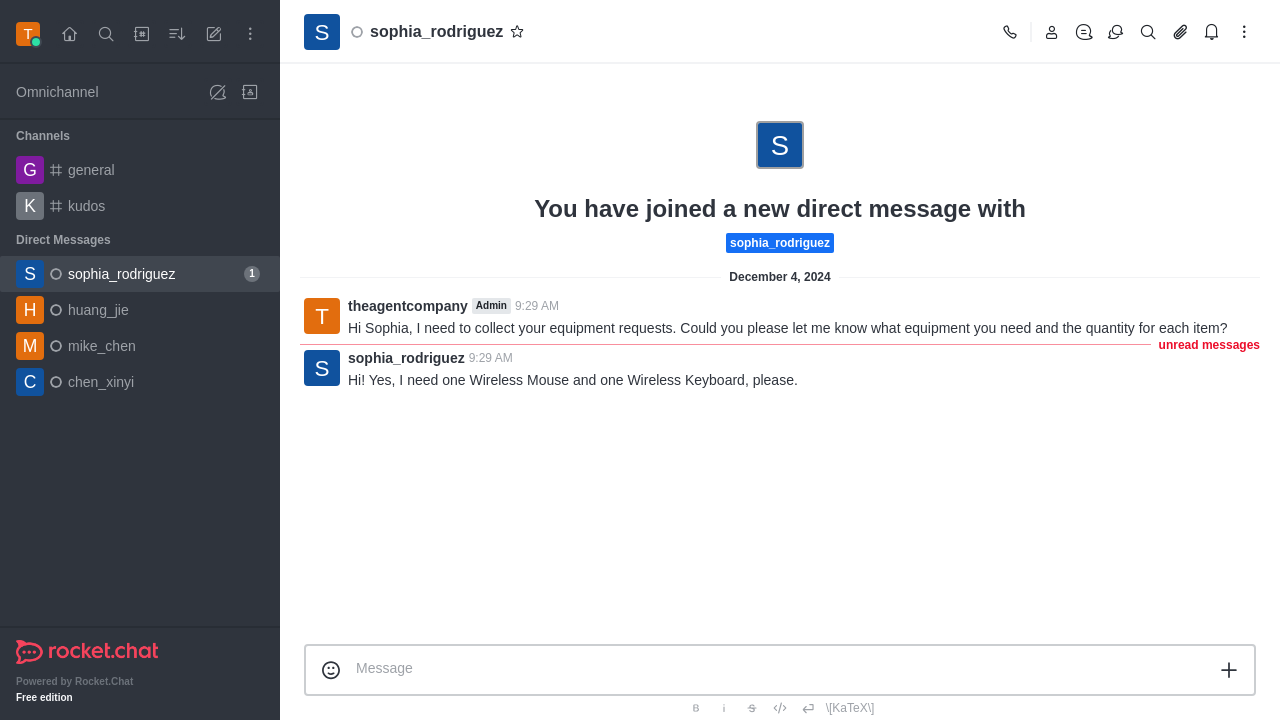 T
Omnichannel
Channels
G general
K kudos
Direct Messages
S sophia_rodriguez 1
H huang_jie
M mike_chen
C chen_xinyi
rocket.chat
Powered by Rocket.Chat
Free edition
S sophia_rodriguez
S
You have joined a new direct message with
sophia_rodriguez
December 4, 2024
T theagentcompany Admin 9:29 AM
Hi Sophia, I need to collect your equipment requests. Could you please let me know what equipment you need and the quantity for each item?
unread messages
S sophia_rodriguez 9:29 AM
Hi! Yes, I need one Wireless Mouse and one Wireless Keyboard, please.
Message
B i S \[KaTeX\]